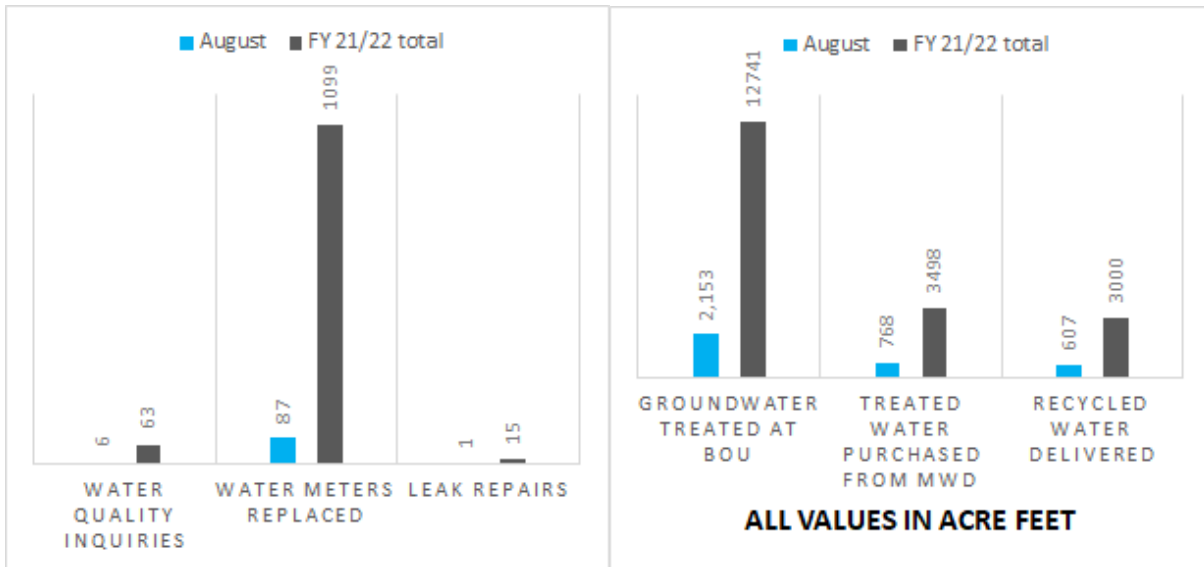 August FY 21/22 total
6
63
87
1099
1
15
WATER
QUALITY
INQUIRIES
WATER METERS
REPLACED
LEAK REPAIRS
August FY 21/22 total
2,153
12741
768
3498
607
3000
GROUNDWATER
TREATED AT
BOU
TREATED
WATER
PURCHASED
FROM MWD
RECYCLED
WATER
DELIVERED
ALL VALUES IN ACRE FEET